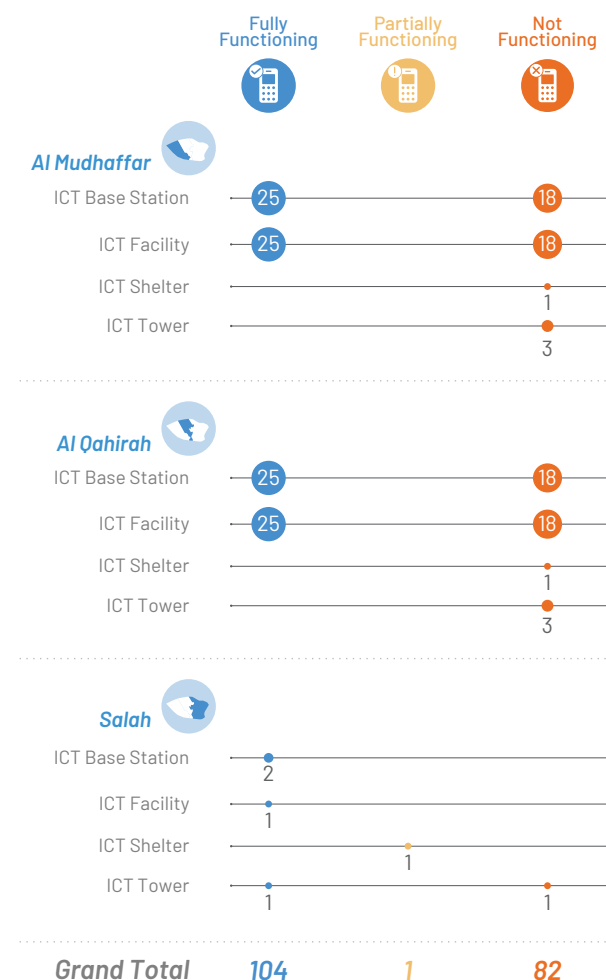 Fully Functioning
Partially Functioning
Not Functioning
Al Mudhaffar
ICT Base Station 25 18
ICT Facility 25 18
ICT Shelter 1
ICT Tower 3
Al Qahirah
ICT Base Station 25 18
ICT Facility 25 18
ICT Shelter 1
ICT Tower 3
Salah
ICT Base Station 2
ICT Facility 1
ICT Shelter 1
ICT Tower 1 1
Grand Total 104 1 82